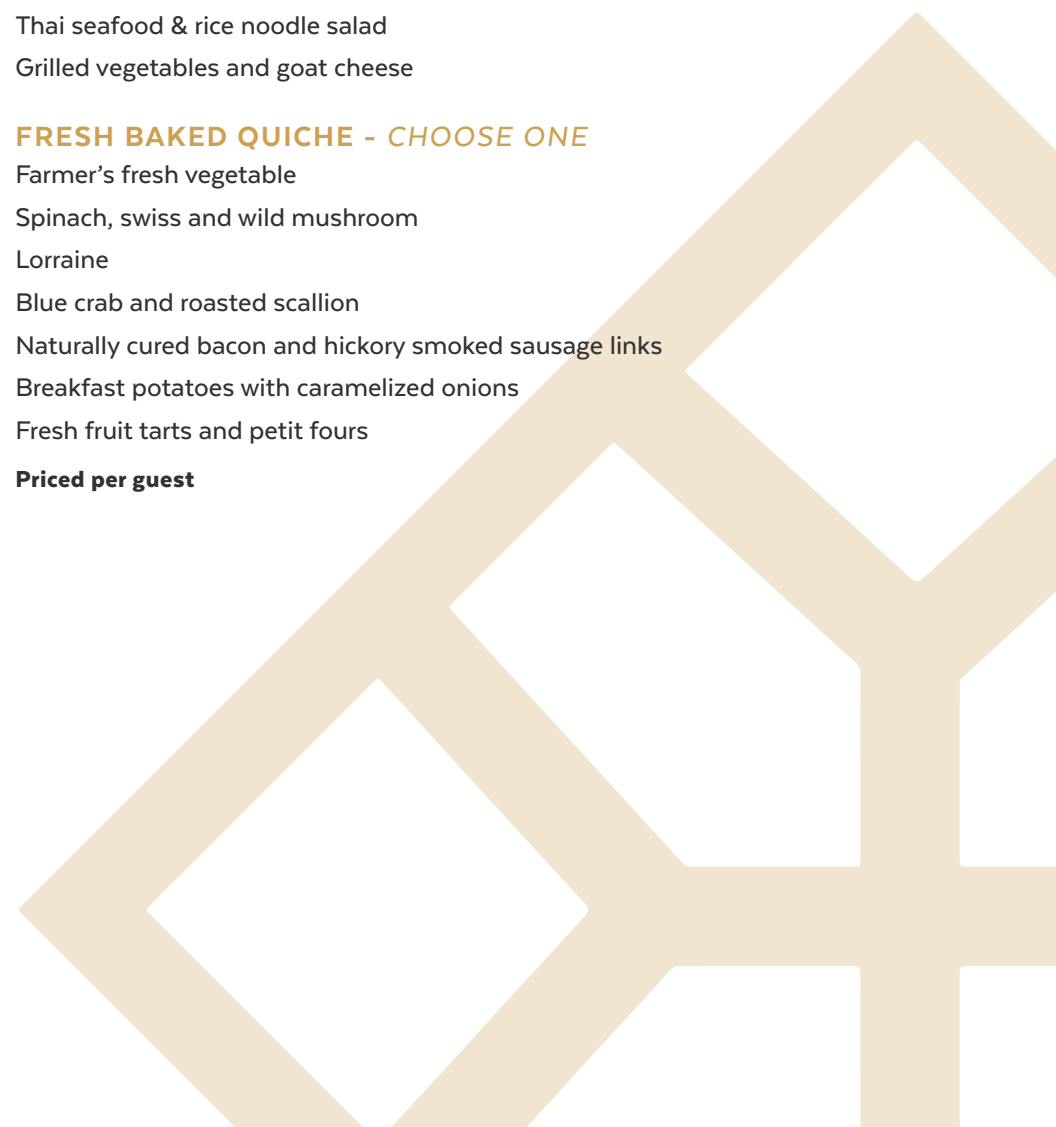 Thai seafood & rice noodle salad
Grilled vegetables and goat cheese
FRESH BAKED QUICHE - CHOOSE ONE
Farmer’s fresh vegetable
Spinach, swiss and wild mushroom
Lorraine
Blue crab and roasted scallion
Naturally cured bacon and hickory smoked sausage links
Breakfast potatoes with caramelized onions
Fresh fruit tarts and petit fours
Priced per guest